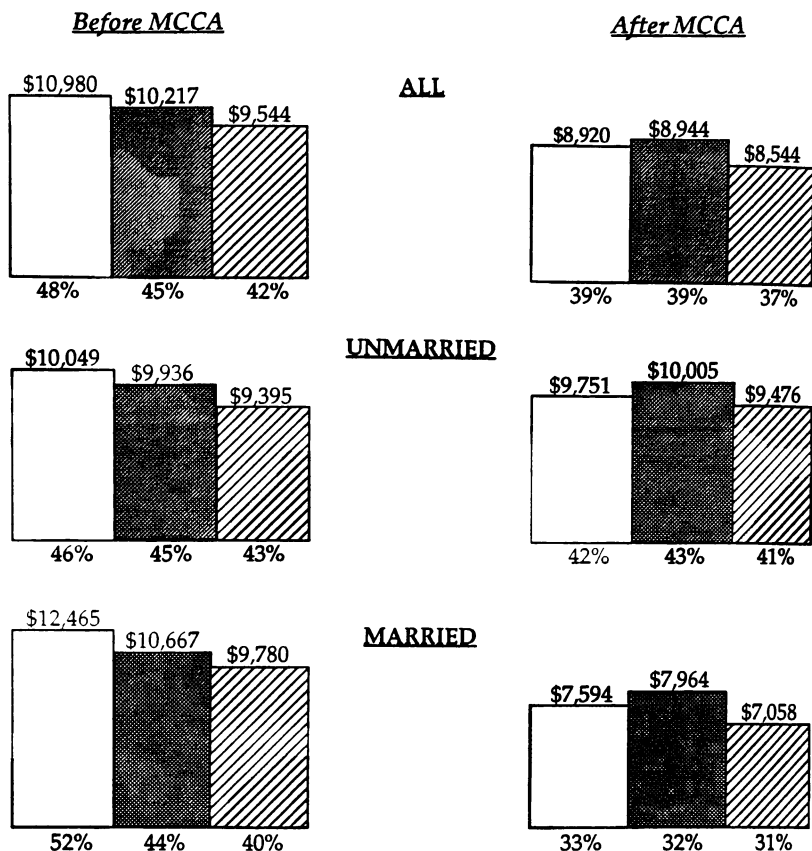 Before MCCA
After MCCA
ALL
$10,980 $10,217 $9,544
$8,920 $8,944 $8,544
48% 45% 42%
39% 39% 37%
UNMARRIED
$10,049 $9,936 $9,395
$9,751 $10,005 $9,476
46% 45% 43%
42% 43% 41%
MARRIED
$12,465 $10,667 $9,780
$7,594 $7,964 $7,058
52% 44% 40%
33% 32% 31%